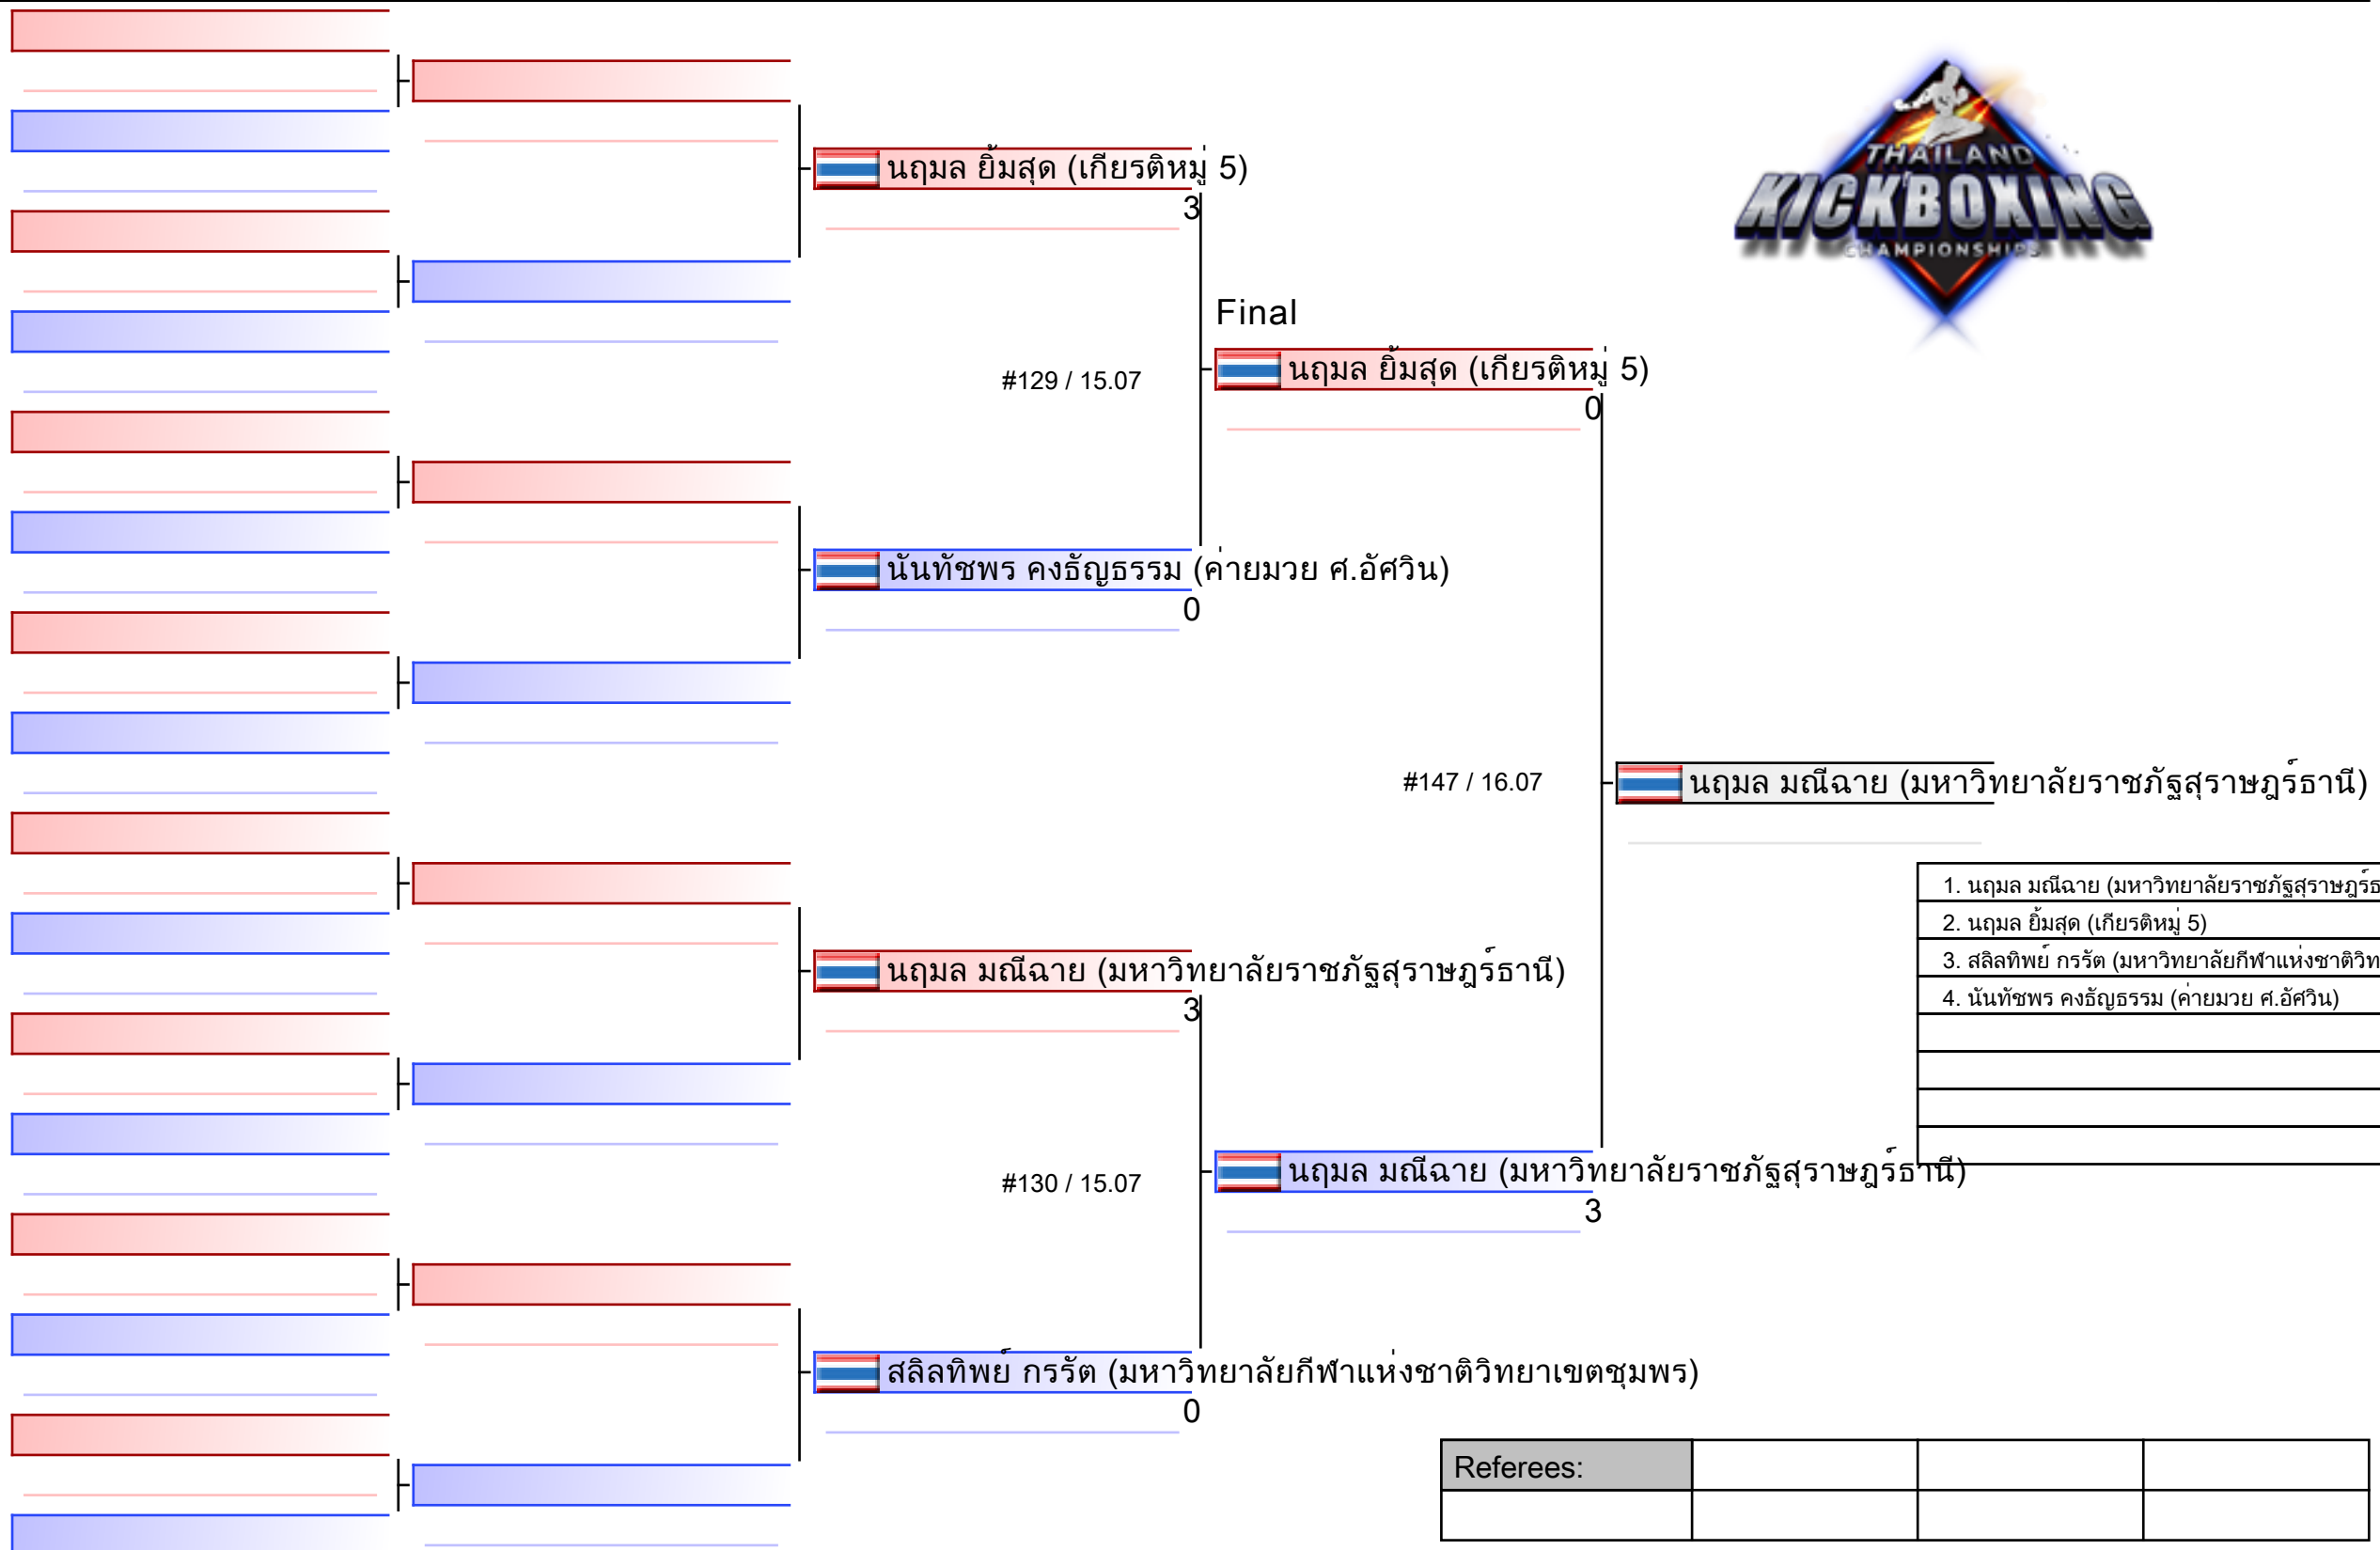 THAILAND
KICKBOXING
CHAMPIONSHIPS
นฤมล ยิ้มสุด (เกียรติหมู่ 5)
3
Final
#129 / 15.07
นฤมล ยิ้มสุด (เกียรติหมู่ 5)
0
นันทัชพร คงธัญธรรม (ค่ายมวย ศ.อัศวิน)
0
#147 / 16.07
นฤมล มณีฉาย (มหาวิทยาลัยราชภัฐสุราษฎร์ธานี)
1. นฤมล มณีฉาย (มหาวิทยาลัยราชภัฐสุราษฎร์ธ
2. นฤมล ยิ้มสุด (เกียรติหมู่ 5)
3. สลิลทิพย์ กรรัต (มหาวิทยาลัยกีฬาแห่งชาติวิท
4. นันทัชพร คงธัญธรรม (ค่ายมวย ศ.อัศวิน)
นฤมล มณีฉาย (มหาวิทยาลัยราชภัฐสุราษฎร์ธานี)
3
#130 / 15.07
นฤมล มณีฉาย (มหาวิทยาลัยราชภัฐสุราษฎร์ธานี)
3
สลิลทิพย์ กรรัต (มหาวิทยาลัยกีฬาแห่งชาติวิทยาเขตชุมพร)
0
Referees: